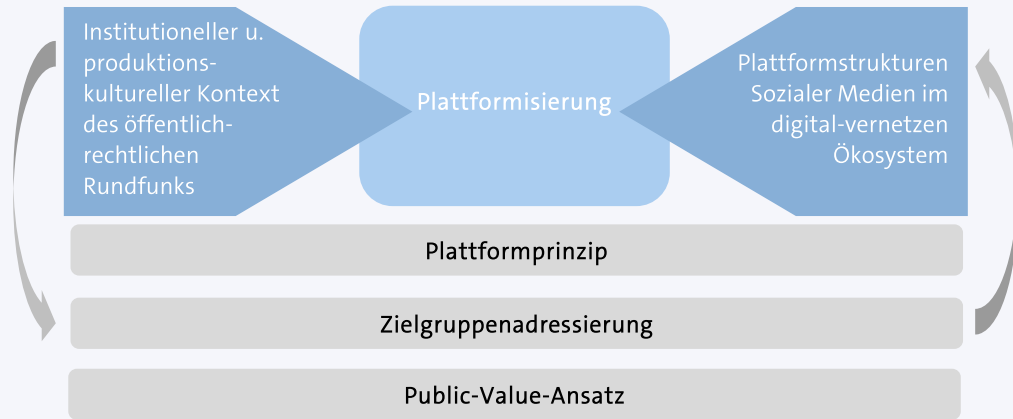 Institutioneller u.
produktions-
kultureller Kontext
des öffentlich-
rechtlichen
Rundfunks
Plattformisierung
Plattformstrukturen
Sozialer Medien im
digital-vernetzen
Ökosystem
Plattformprinzip
Zielgruppenadressierung
Public-Value-Ansatz